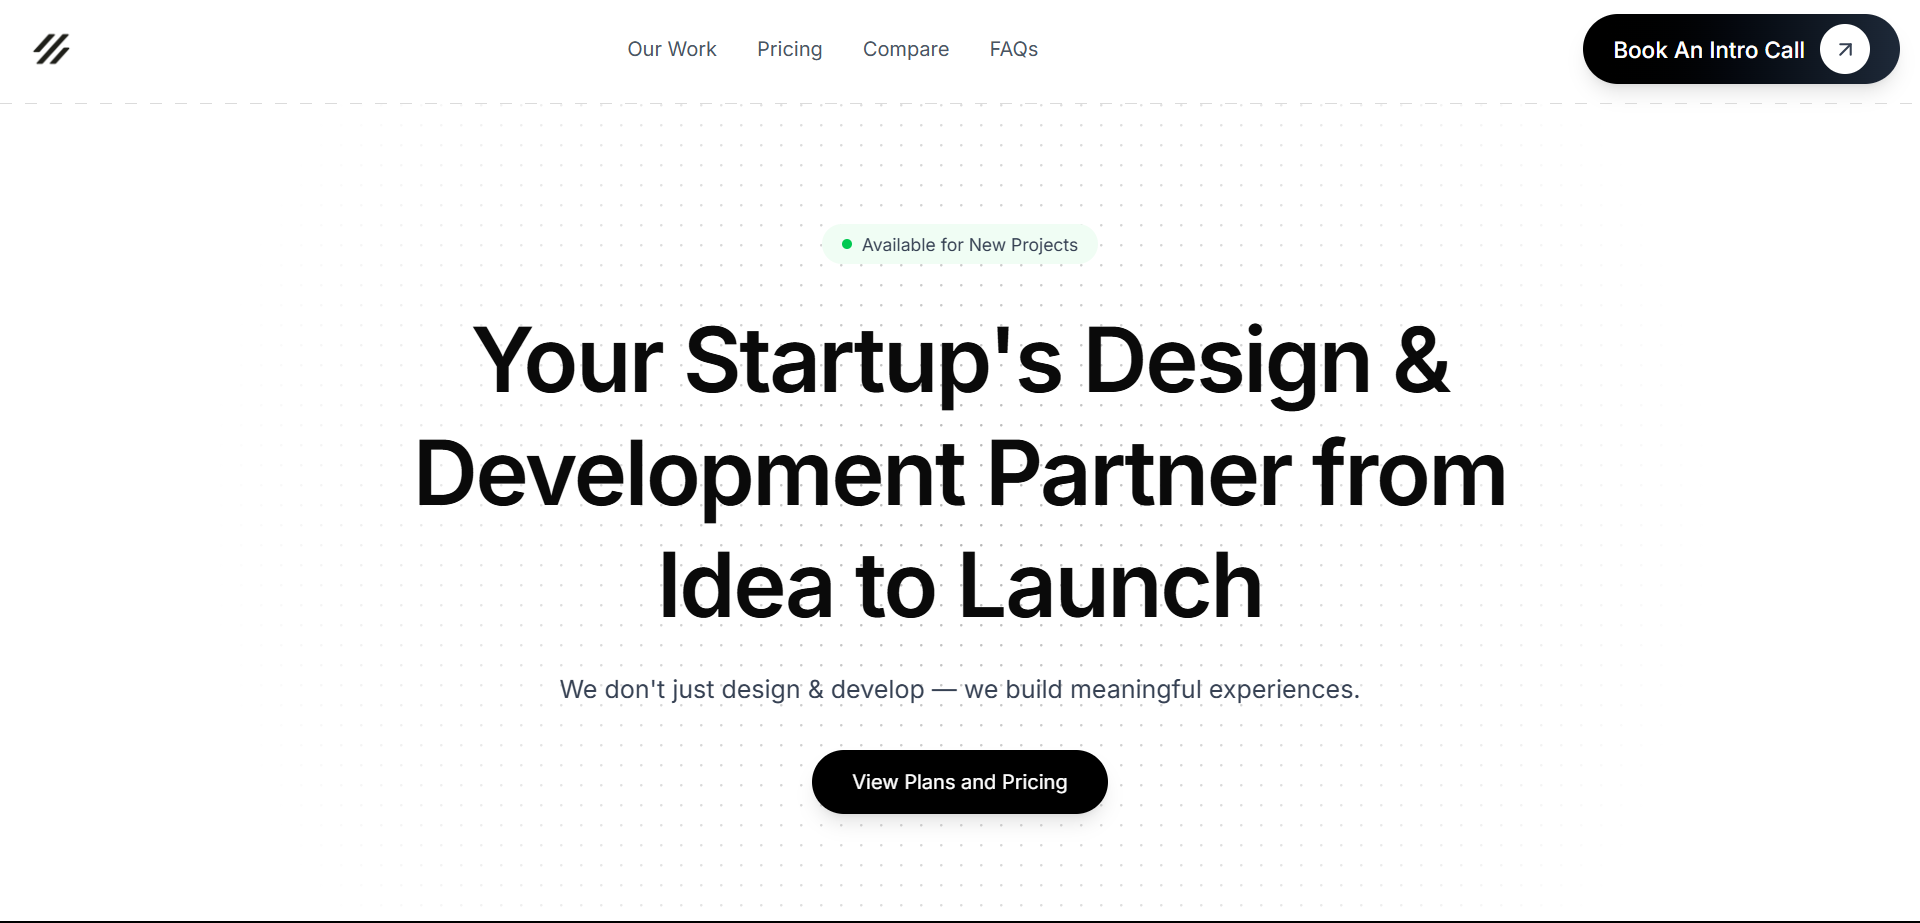 Our Work
Pricing
Compare
FAQs
Book An Intro Call
Available for New Projects
Your Startup's Design &
Development Partner from
Idea to Launch
We don't just design & develop — we build meaningful experiences.
View Plans and Pricing